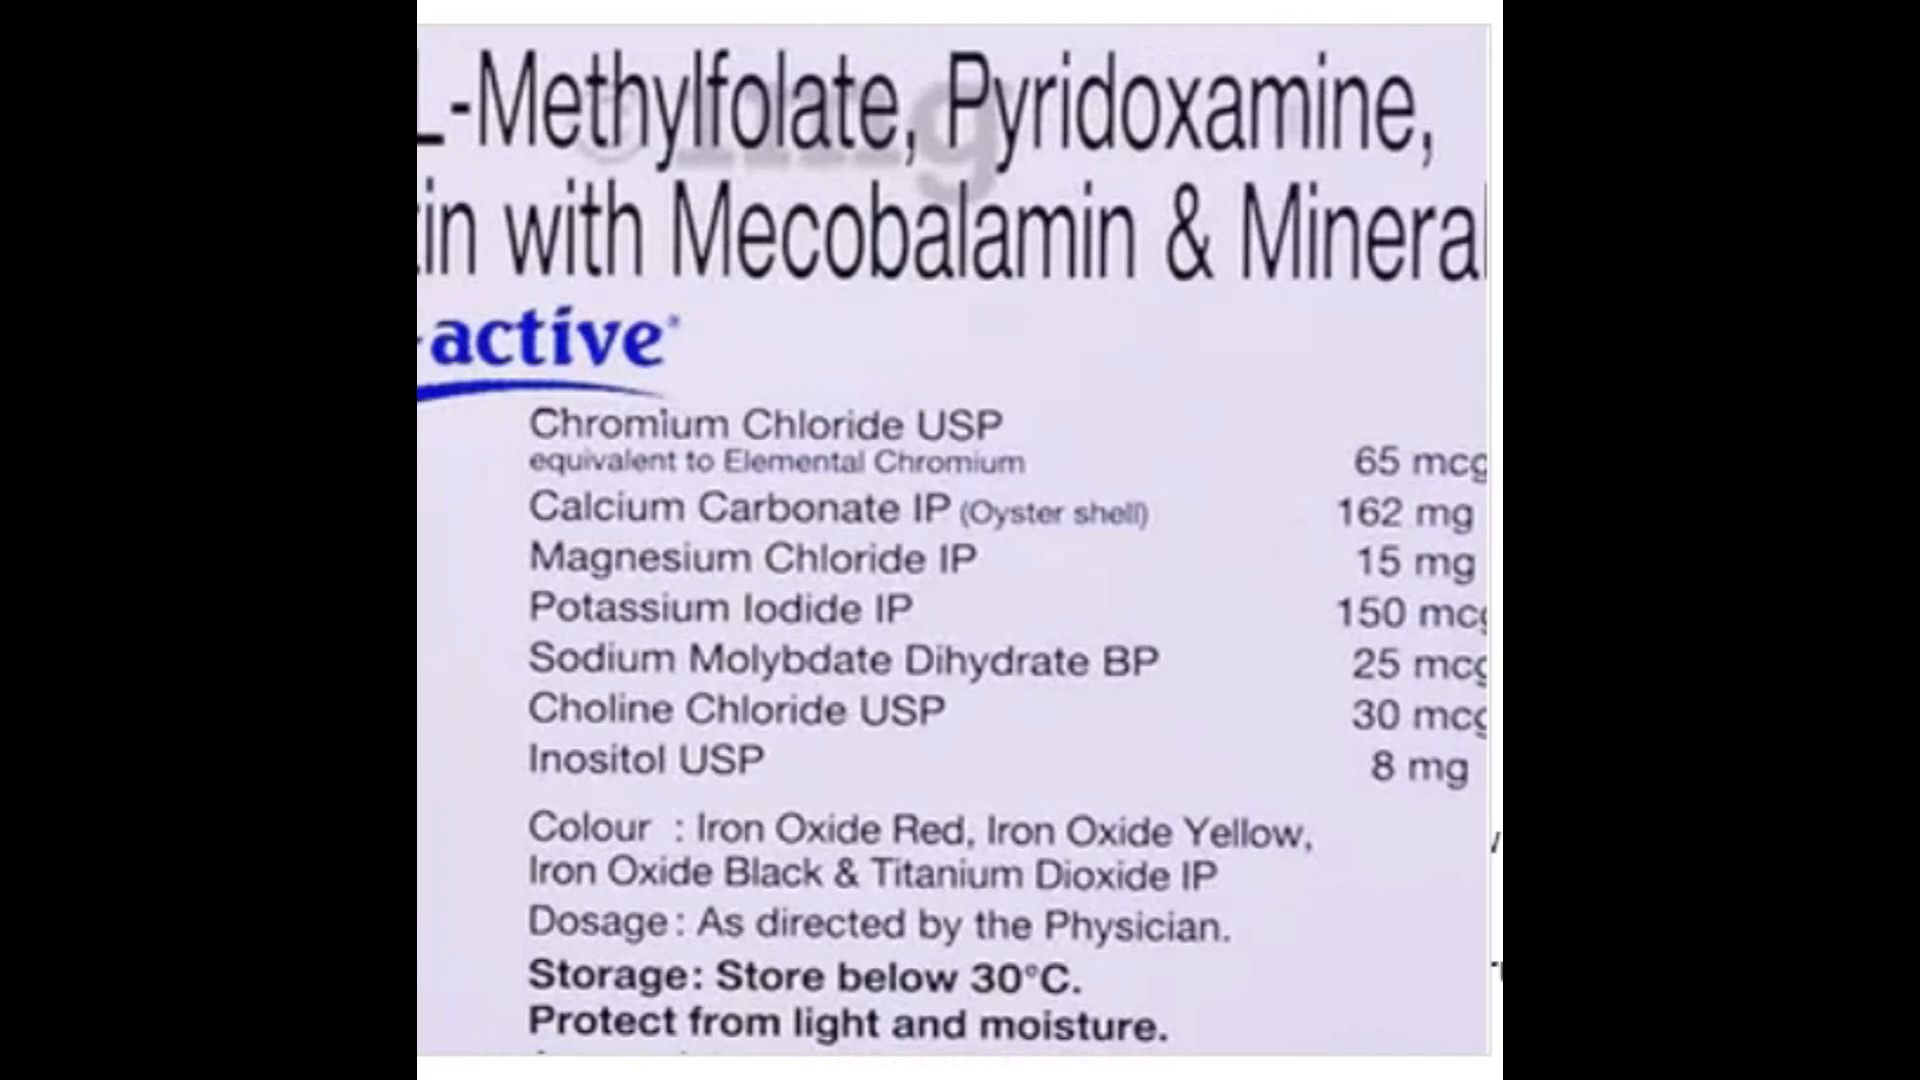 L-Methylfolate, Pyridoxamine,
tin with Mecobalamin & Mineral
-active®
Chromium Chloride USP
equivalent to Elemental Chromium 65 mcg
Calcium Carbonate IP (Oyster shell) 162 mg
Magnesium Chloride IP 15 mg
Potassium Iodide IP 150 mcg
Sodium Molybdate Dihydrate BP 25 mcg
Choline Chloride USP 30 mcg
Inositol USP 8 mg
Colour : Iron Oxide Red, Iron Oxide Yellow,
Iron Oxide Black & Titanium Dioxide IP
Dosage : As directed by the Physician.
Storage: Store below 30°C.
Protect from light and moisture.